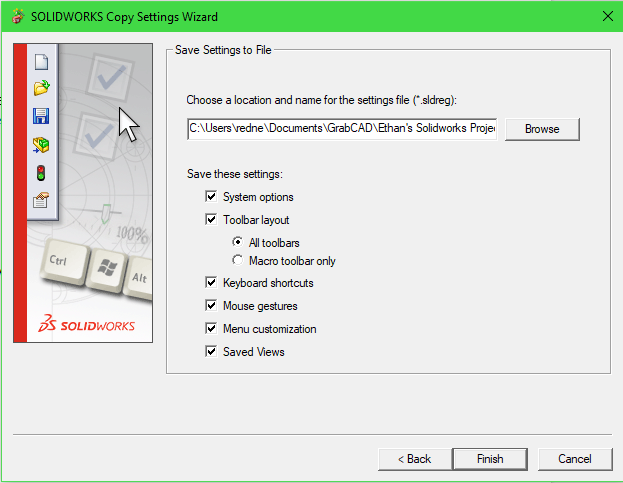 SOLIDWORKS Copy Settings Wizard
Save Settings to File
Choose a location and name for the settings file (*.sldreg):
C:\Users\redne\Documents\GrabCAD\Ethan's Solidworks Projec
Browse
Save these settings:
System options
Toolbar layout
All toolbars
Macro toolbar only
Keyboard shortcuts
Mouse gestures
Menu customization
Saved Views
100%
Ctrl
Alt
SOLIDWORKS
< Back
Finish
Cancel